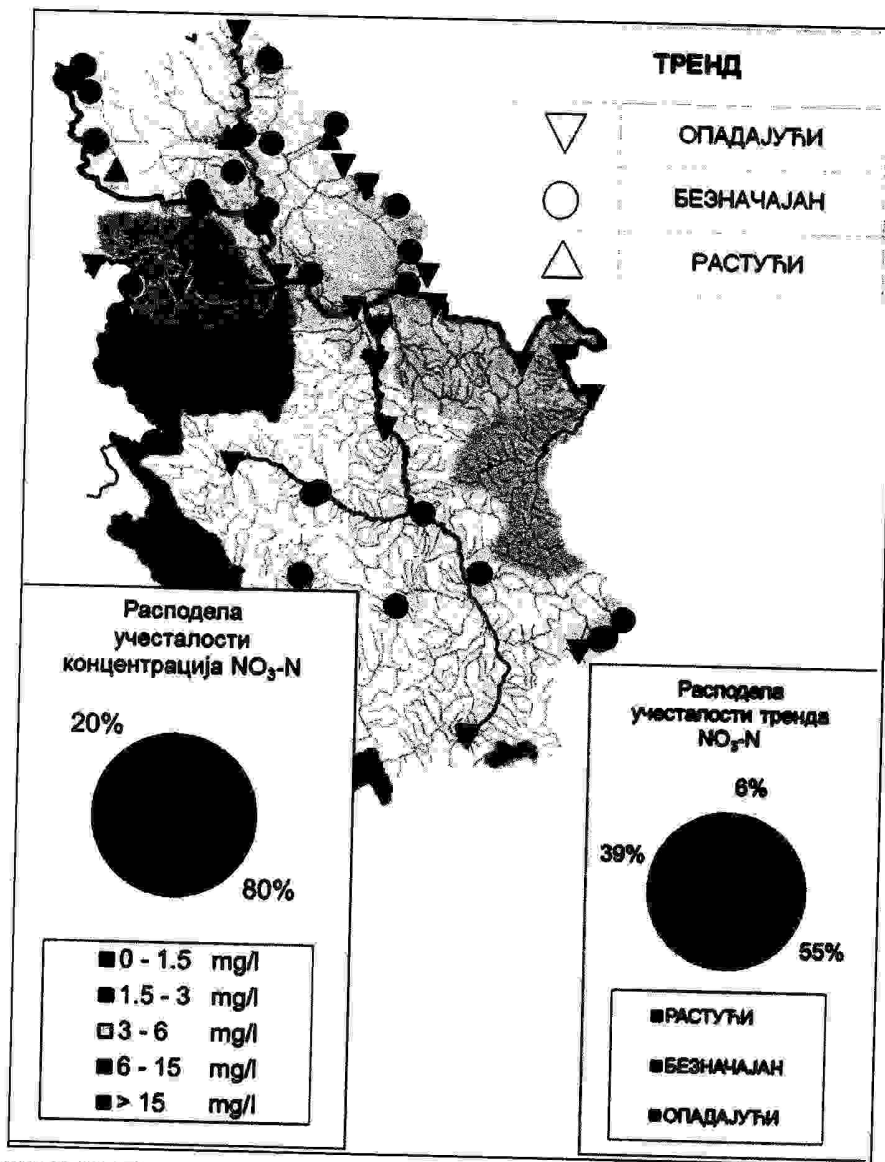 ТРЕНД
ОПАДАЈУЋИ
БЕЗНАЧАЈАН
РАСТУЋИ
Расподела
учесталости
концентрација NO₃-N
20%
80%
0 - 1.5 mg/l
1.5 - 3 mg/l
3 - 6 mg/l
6 - 15 mg/l
> 15 mg/l
Расподела
учесталости тренда
NO₃-N
6%
39%
55%
РАСТУЋИ
БЕЗНАЧАЈАН
ОПАДАЈУЋИ